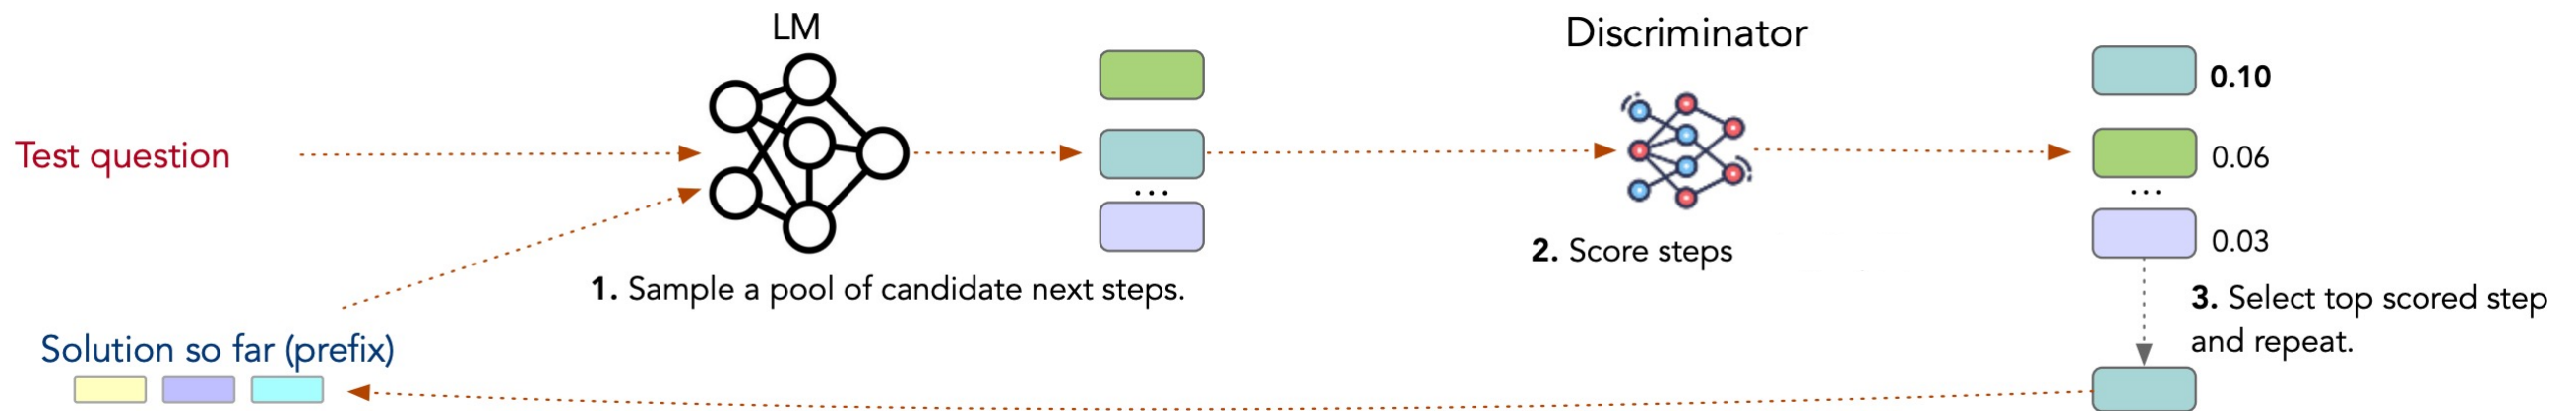 LM
Discriminator
Test question
1. Sample a pool of candidate next steps.
...
2. Score steps
0.10
0.06
...
0.03
3. Select top scored step
and repeat.
Solution so far (prefix)